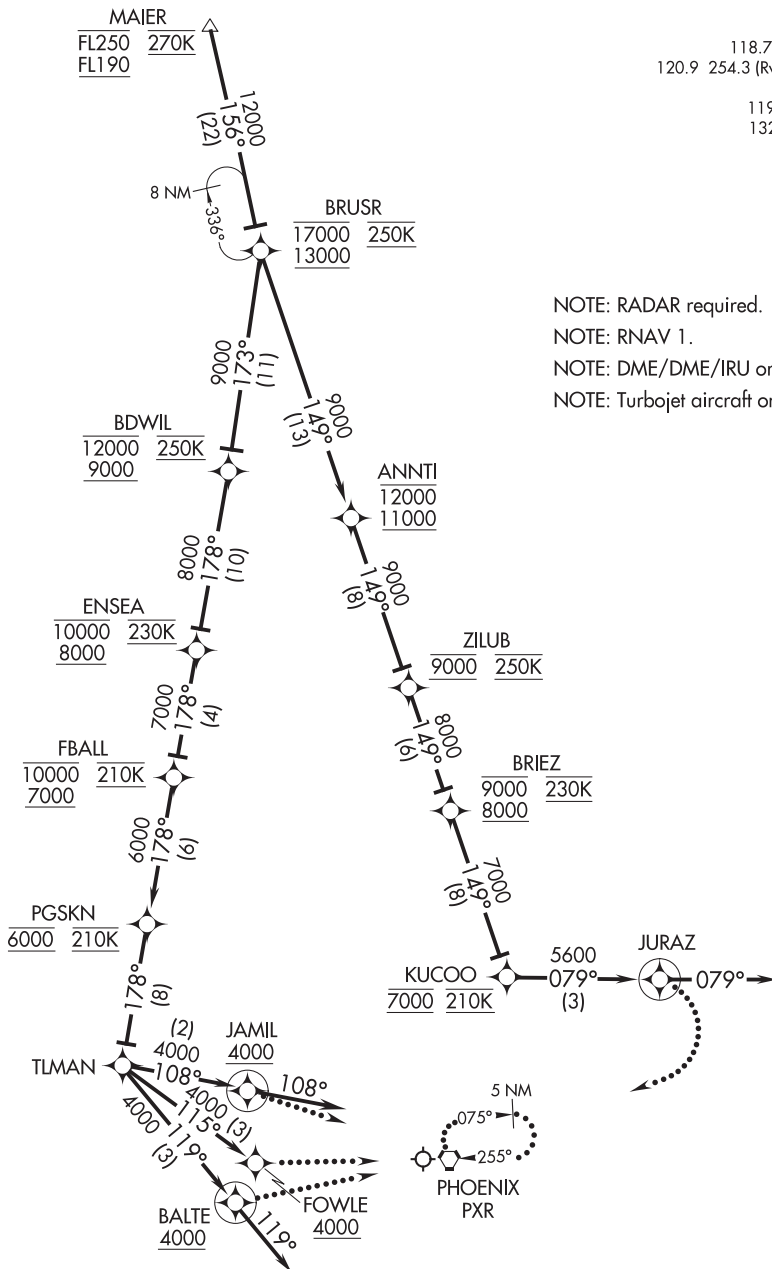 MAIER
FL250 270K
FL190
118.7
120.9 254.3 (Rw
119
132
12000
156°
(22)
8 NM
336°
BRUSR
17000 250K
13000
NOTE: RADAR required.
NOTE: RNAV 1.
NOTE: DME/DME/IRU or
NOTE: Turbojet aircraft on
9000
173°
(11)
9000
149°
(13)
BDWIL
12000 250K
9000
ANNTI
12000
11000
8000
178°
(10)
9000
149°
(8)
ENSEA
10000 230K
8000
ZILUB
9000 250K
7000
178°
(4)
8000
149°
(6)
FBALL
10000 210K
7000
BRIEZ
9000 230K
8000
6000
178°
(6)
7000
149°
(8)
PGSKN
6000 210K
KUCOO
7000 210K
5600
079°
(3)
JURAZ
079°
178°
(8)
TLMAN
(2)
4000
108°
JAMIL
4000
108°
4000 (3)
115°
4000
119°
(3)
5 NM
075°
255°
PHOENIX
PXR
FOWLE
4000
BALTE
4000
119°